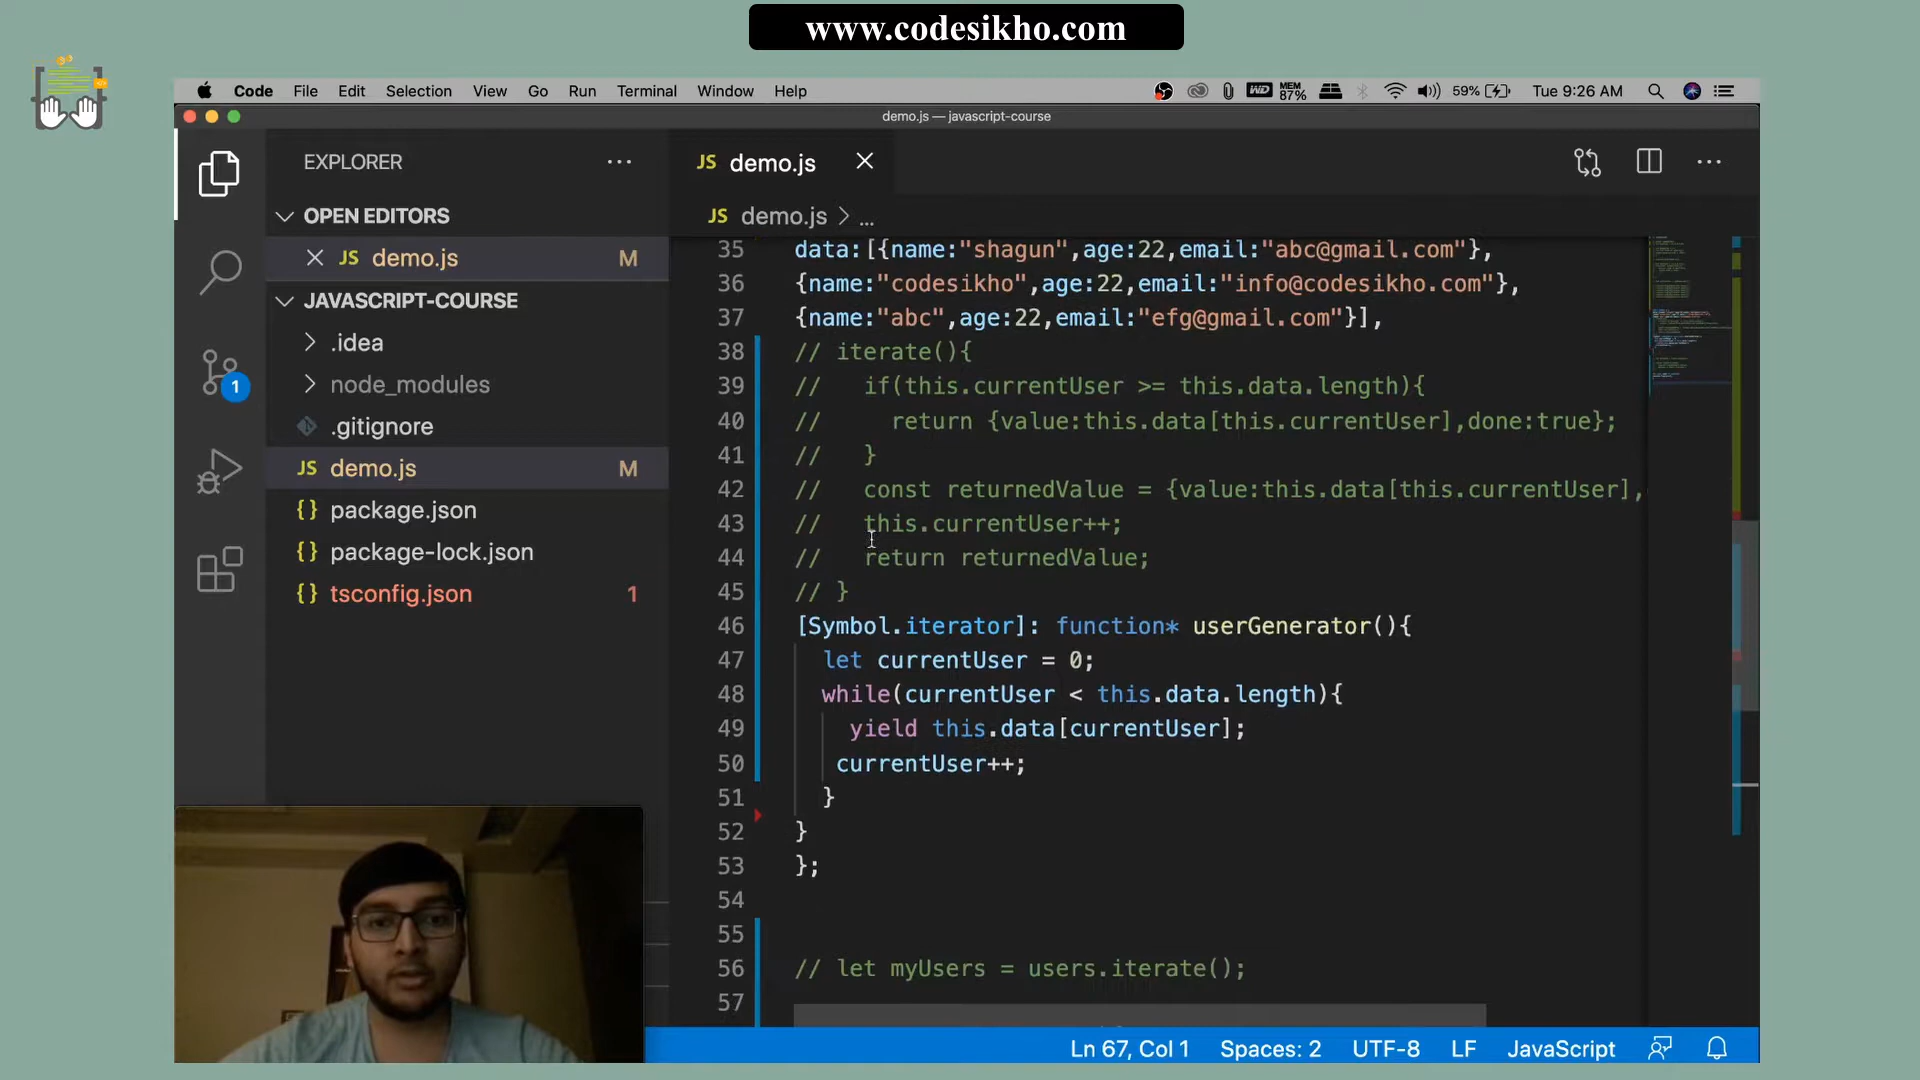 www.codesikho.com
Code File Edit Selection View Go Run Terminal Window Help WD MEM 87% 59% Tue 9:26 AM
demo.js — javascript-course
EXPLORER ...
OPEN EDITORS
JS demo.js M
JAVASCRIPT-COURSE
.idea
node_modules
.gitignore
JS demo.js M
{} package.json
{} package-lock.json
{} tsconfig.json 1
1
JS demo.js
JS demo.js > ...
35 data:[{name:"shagun",age:22,email:"abc@gmail.com"},
36 {name:"codesikho",age:22,email:"info@codesikho.com"},
37 {name:"abc",age:22,email:"efg@gmail.com"}],
38 // iterate(){
39 //   if(this.currentUser >= this.data.length){
40 //     return {value:this.data[this.currentUser],done:true};
41 //   }
42 //   const returnedValue = {value:this.data[this.currentUser],
43 //   this.currentUser++;
44 //   return returnedValue;
45 // }
46 [Symbol.iterator]: function* userGenerator(){
47   let currentUser = 0;
48   while(currentUser < this.data.length){
49     yield this.data[currentUser];
50    currentUser++;
51   }
52 }
53 };
54
55
56 // let myUsers = users.iterate();
57
Ln 67, Col 1 Spaces: 2 UTF-8 LF JavaScript